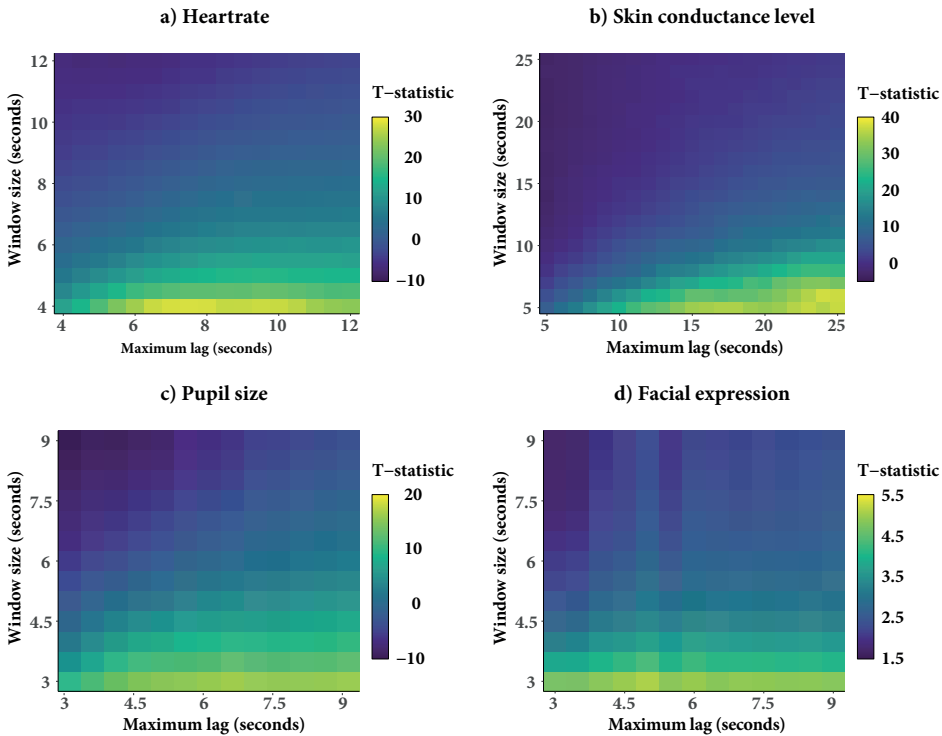 a) Heartrate
Window size (seconds)
12
10
8
6
4
4 6 8 10 12
Maximum lag (seconds)
T−statistic
30
20
10
0
−10
b) Skin conductance level
Window size (seconds)
25
20
15
10
5
5 10 15 20 25
Maximum lag (seconds)
T−statistic
40
30
20
10
0
c) Pupil size
Window size (seconds)
9
7.5
6
4.5
3
3 4.5 6 7.5 9
Maximum lag (seconds)
T−statistic
20
10
0
−10
d) Facial expression
Window size (seconds)
9
7.5
6
4.5
3
3 4.5 6 7.5 9
Maximum lag (seconds)
T−statistic
5.5
4.5
3.5
2.5
1.5